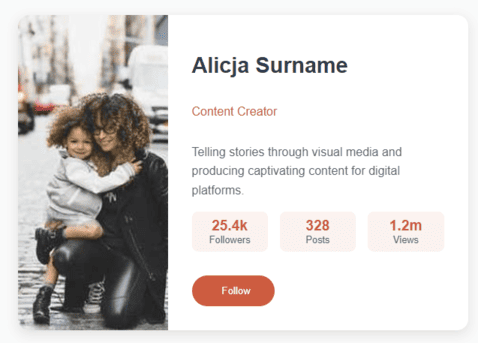 Alicja Surname
Content Creator
Telling stories through visual media and
producing captivating content for digital
platforms.
25.4k
Followers
328
Posts
1.2m
Views
Follow